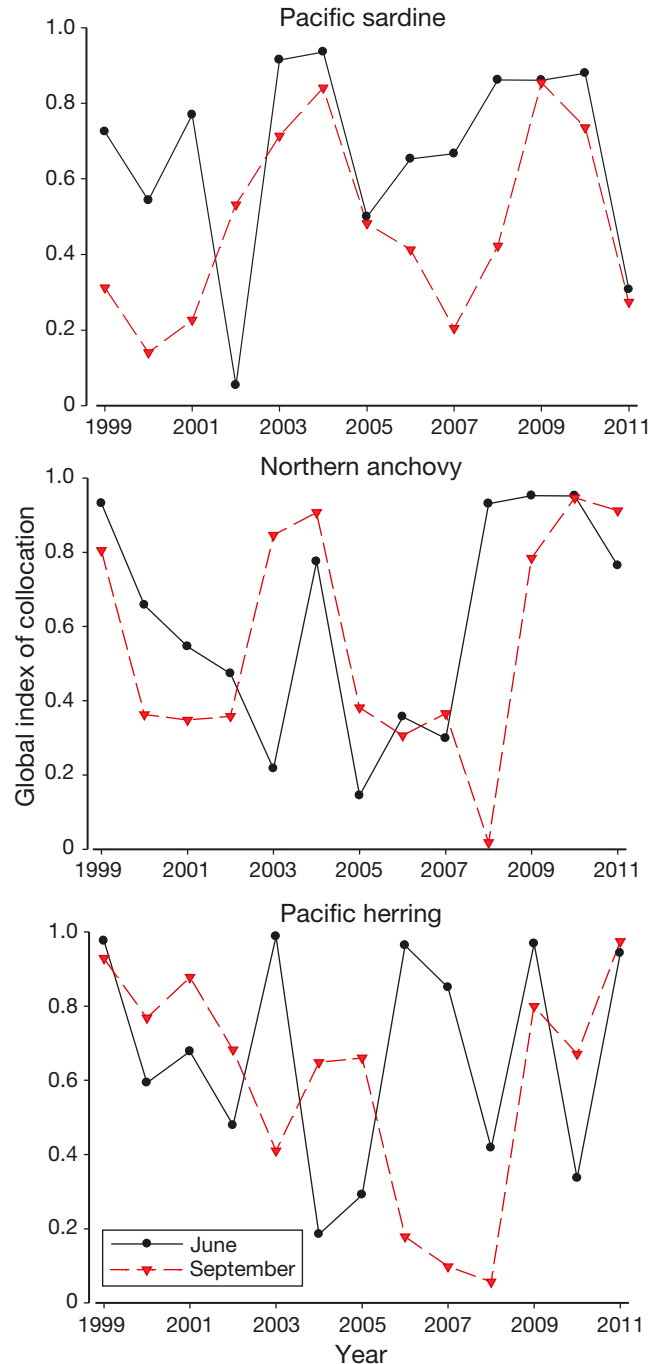 Pacific sardine
1.0
0.8
0.6
0.4
0.2
0
1999 2001 2003 2005 2007 2009 2011
Northern anchovy
1.0
0.8
0.6
0.4
0.2
0
1999 2001 2003 2005 2007 2009 2011
Global index of collocation
Pacific herring
1.0
0.8
0.6
0.4
0.2
0
June
September
1999 2001 2003 2005 2007 2009 2011
Year